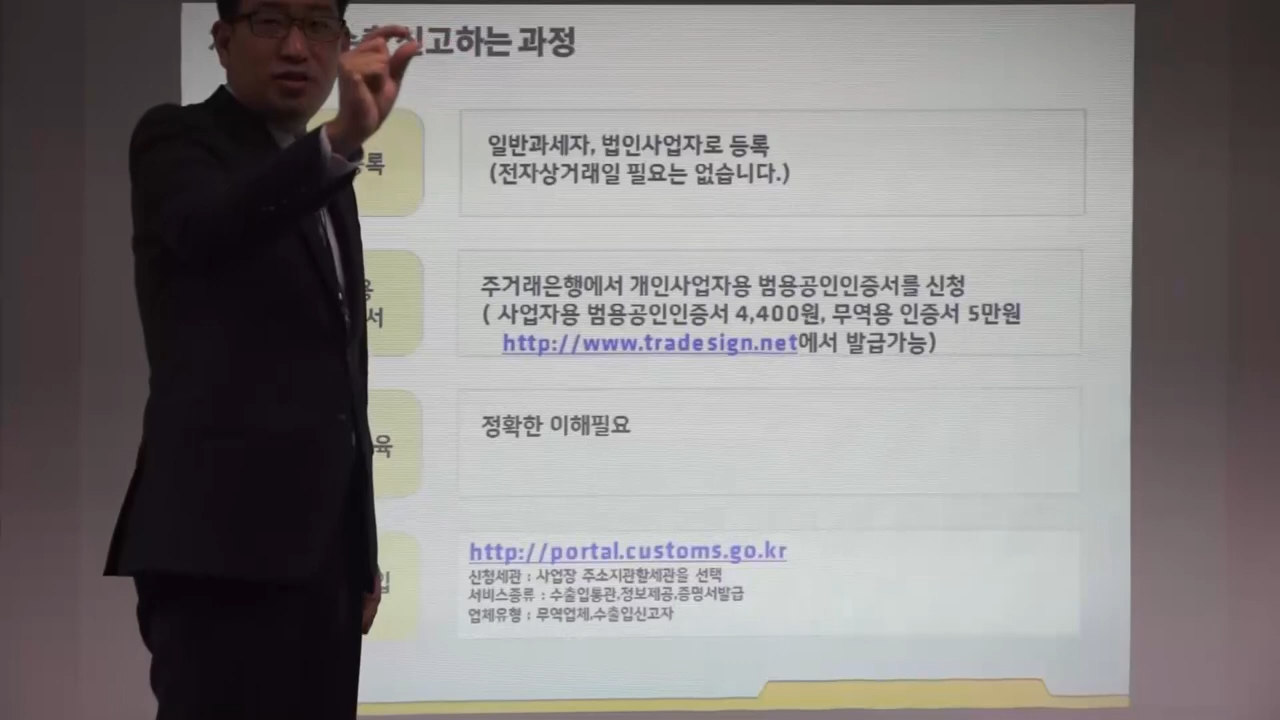 신고하는 과정
록
일반과세자, 법인사업자로 등록
(전자상거래일 필요는 없습니다.)
용
서
주거래은행에서 개인사업자용 범용공인인증서를 신청
( 사업자용 범용공인인증서 4,400원, 무역용 인증서 5만원
http://www.tradesign.net에서 발급가능)
육
정확한 이해필요
입
http://portal.customs.go.kr
신청세관 : 사업장 주소지관할세관을 선택
서비스종류 : 수출입통관,정보제공,증명서발급
업체유형 : 무역업체,수출입신고자